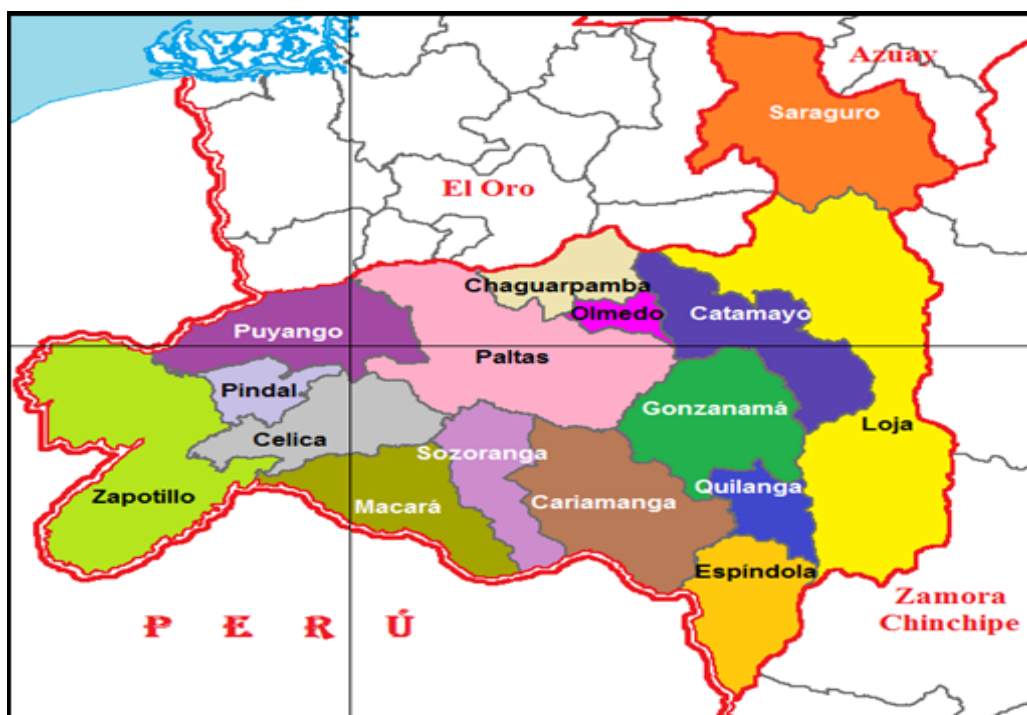 Azuay
Saraguro
El Oro
Chaguarpamba
Olmedo
Catamayo
Puyango
Paltas
Pindal
Gonzanamá
Loja
Celica
Sozoranga
Quilanga
Zapotillo
Macará
Cariamanga
Espíndola
Zamora
Chinchipe
P E R Ú